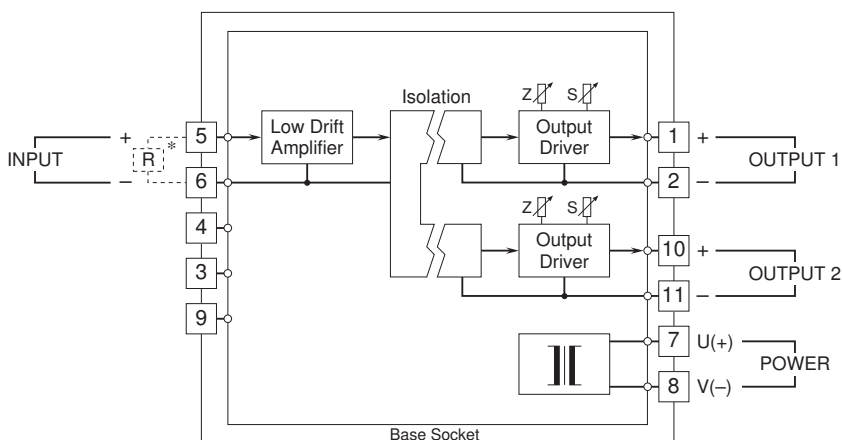 Isolation
Z S
Z S
Low Drift
Amplifier
Output
Driver
Output
Driver
INPUT
+
–
R
*
5
6
4
3
9
1 +
2 –
OUTPUT 1
10 +
11 –
OUTPUT 2
7 U(+)
8 V(–)
POWER
Base Socket